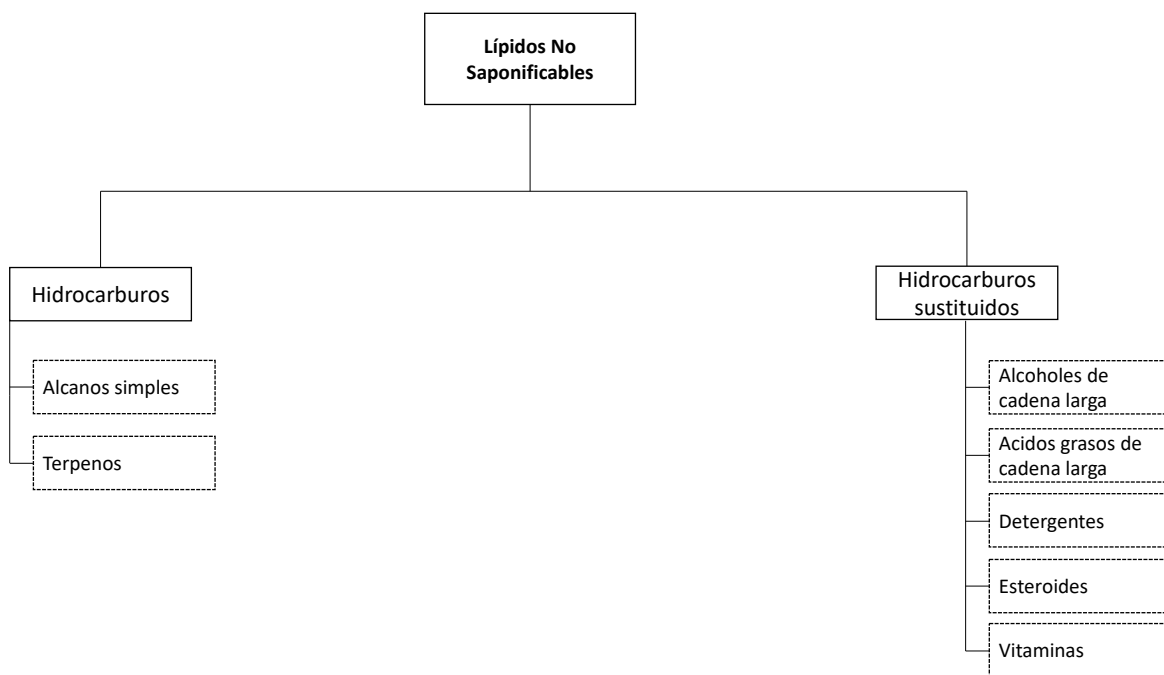 Lípidos No
Saponificables
Hidrocarburos
Alcanos simples
Terpenos
Hidrocarburos
sustituidos
Alcoholes de
cadena larga
Acidos grasos de
cadena larga
Detergentes
Esteroides
Vitaminas